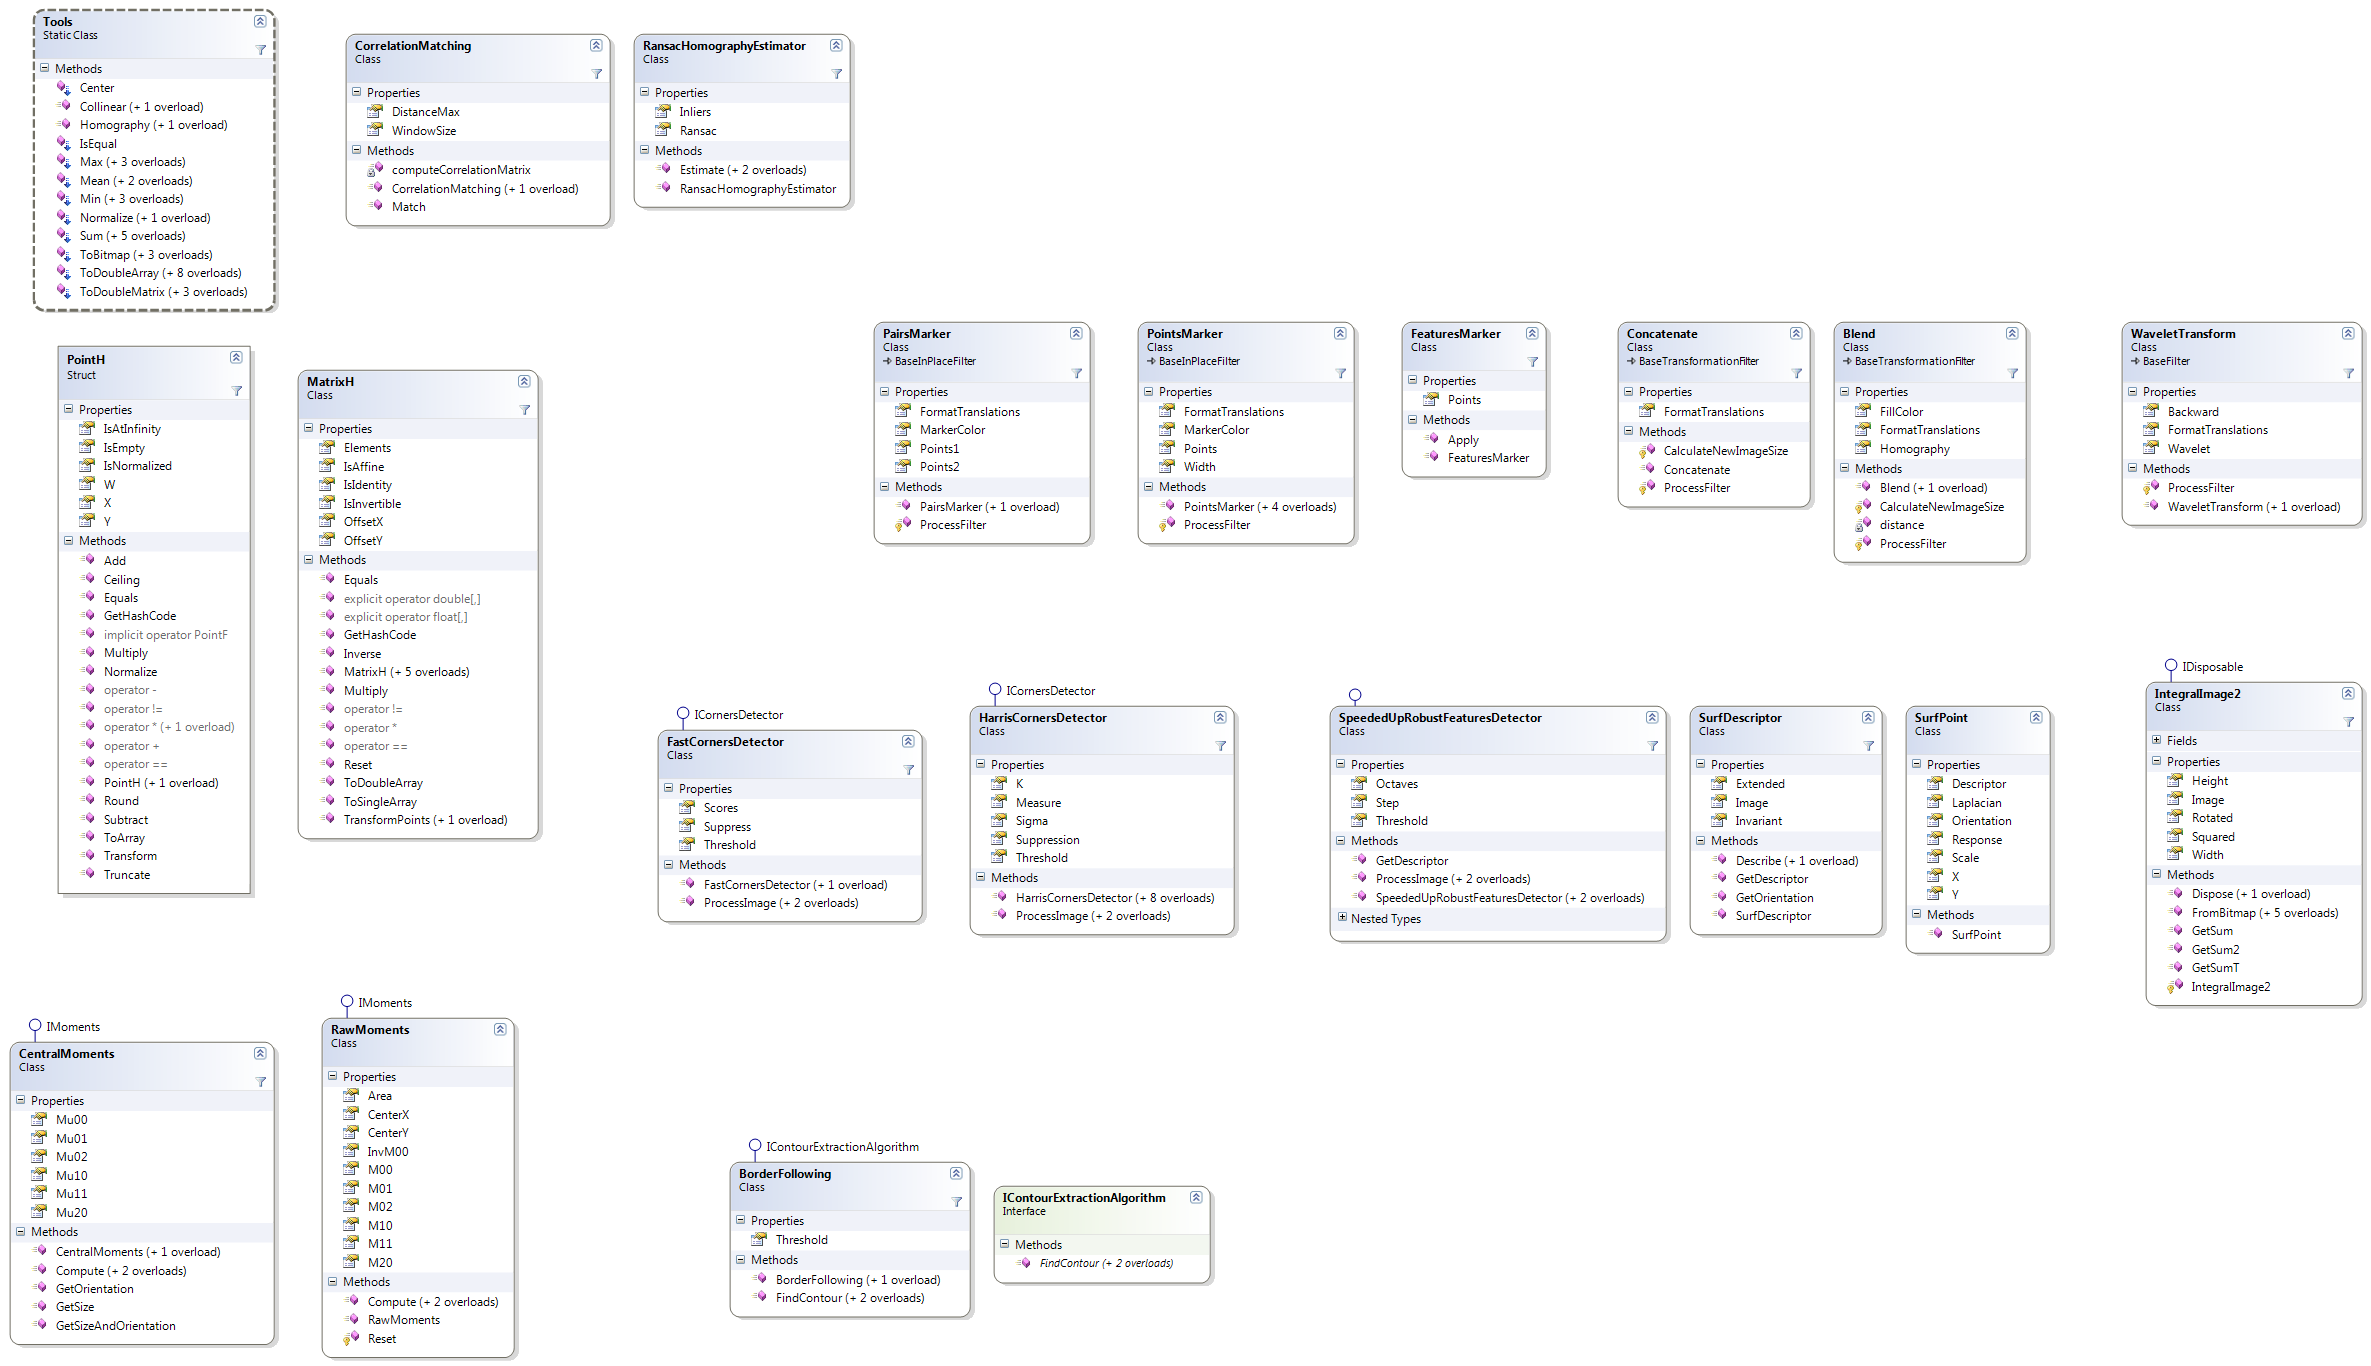 Tools
Static Class
Methods
Center
Collinear (+ 1 overload)
Homography (+ 1 overload)
IsEqual
Max (+ 3 overloads)
Mean (+ 2 overloads)
Min (+ 3 overloads)
Normalize (+ 1 overload)
Sum (+ 5 overloads)
ToBitmap (+ 3 overloads)
ToDoubleArray (+ 8 overloads)
ToDoubleMatrix (+ 3 overloads)
CorrelationMatching
Class
Properties
DistanceMax
WindowSize
Methods
computeCorrelationMatrix
CorrelationMatching (+ 1 overload)
Match
RansacHomographyEstimator
Class
Properties
Inliers
Ransac
Methods
Estimate (+ 2 overloads)
RansacHomographyEstimator
PointH
Struct
Properties
IsAtInfinity
IsEmpty
IsNormalized
W
X
Y
Methods
Add
Ceiling
Equals
GetHashCode
implicit operator PointF
Multiply
Normalize
operator -
operator !=
operator * (+ 1 overload)
operator +
operator ==
PointH (+ 1 overload)
Round
Subtract
ToArray
Transform
Truncate
MatrixH
Class
Properties
Elements
IsAffine
IsIdentity
IsInvertible
OffsetX
OffsetY
Methods
Equals
explicit operator double[,]
explicit operator float[,]
GetHashCode
Inverse
MatrixH (+ 5 overloads)
Multiply
operator !=
operator *
operator ==
Reset
ToDoubleArray
ToSingleArray
TransformPoints (+ 1 overload)
PairsMarker
Class
BaseInPlaceFilter
Properties
FormatTranslations
MarkerColor
Points1
Points2
Methods
PairsMarker (+ 1 overload)
ProcessFilter
PointsMarker
Class
BaseInPlaceFilter
Properties
FormatTranslations
MarkerColor
Points
Width
Methods
PointsMarker (+ 4 overloads)
ProcessFilter
FeaturesMarker
Class
Properties
Points
Methods
Apply
FeaturesMarker
Concatenate
Class
BaseTransformationFilter
Properties
FormatTranslations
Methods
CalculateNewImageSize
Concatenate
ProcessFilter
Blend
Class
BaseTransformationFilter
Properties
FillColor
FormatTranslations
Homography
Methods
Blend (+ 1 overload)
CalculateNewImageSize
distance
ProcessFilter
WaveletTransform
Class
BaseFilter
Properties
Backward
FormatTranslations
Wavelet
Methods
ProcessFilter
WaveletTransform (+ 1 overload)
ICornersDetector
FastCornersDetector
Class
Properties
Scores
Suppress
Threshold
Methods
FastCornersDetector (+ 1 overload)
ProcessImage (+ 2 overloads)
ICornersDetector
HarrisCornersDetector
Class
Properties
K
Measure
Sigma
Suppression
Threshold
Methods
HarrisCornersDetector (+ 8 overloads)
ProcessImage (+ 2 overloads)
SpeededUpRobustFeaturesDetector
Class
Properties
Octaves
Step
Threshold
Methods
GetDescriptor
ProcessImage (+ 2 overloads)
SpeededUpRobustFeaturesDetector (+ 2 overloads)
Nested Types
SurfDescriptor
Class
Properties
Extended
Image
Invariant
Methods
Describe (+ 1 overload)
GetDescriptor
GetOrientation
SurfDescriptor
SurfPoint
Class
Properties
Descriptor
Laplacian
Orientation
Response
Scale
X
Y
Methods
SurfPoint
IDisposable
IntegralImage2
Class
Fields
Properties
Height
Image
Rotated
Squared
Width
Methods
Dispose (+ 1 overload)
FromBitmap (+ 5 overloads)
GetSum
GetSum2
GetSumT
IntegralImage2
IMoments
CentralMoments
Class
Properties
Mu00
Mu01
Mu02
Mu10
Mu11
Mu20
Methods
CentralMoments (+ 1 overload)
Compute (+ 2 overloads)
GetOrientation
GetSize
GetSizeAndOrientation
IMoments
RawMoments
Class
Properties
Area
CenterX
CenterY
InvM00
M00
M01
M02
M10
M11
M20
Methods
Compute (+ 2 overloads)
RawMoments
Reset
IContourExtractionAlgorithm
BorderFollowing
Class
Properties
Threshold
Methods
BorderFollowing (+ 1 overload)
FindContour (+ 2 overloads)
IContourExtractionAlgorithm
Interface
Methods
FindContour (+ 2 overloads)